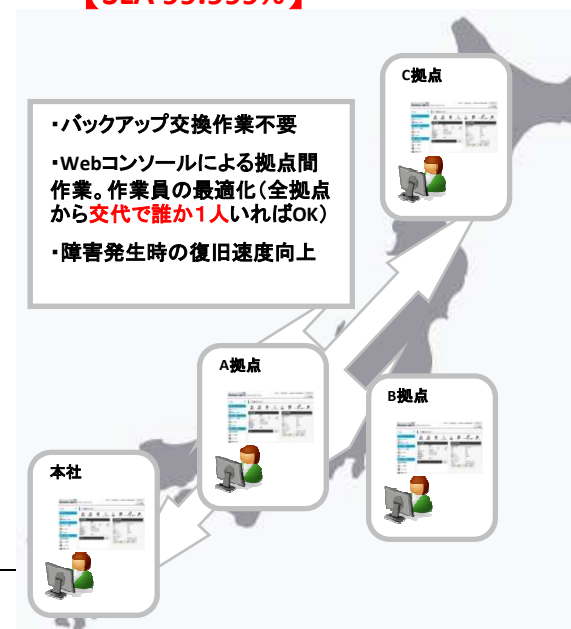 【SLA 99.999%】
C拠点
・バックアップ交換作業不要
・Webコンソールによる拠点間
作業。作業員の最適化(全拠点
から交代で誰か1人いればOK)
・障害発生時の復旧速度向上
A拠点
B拠点
本社